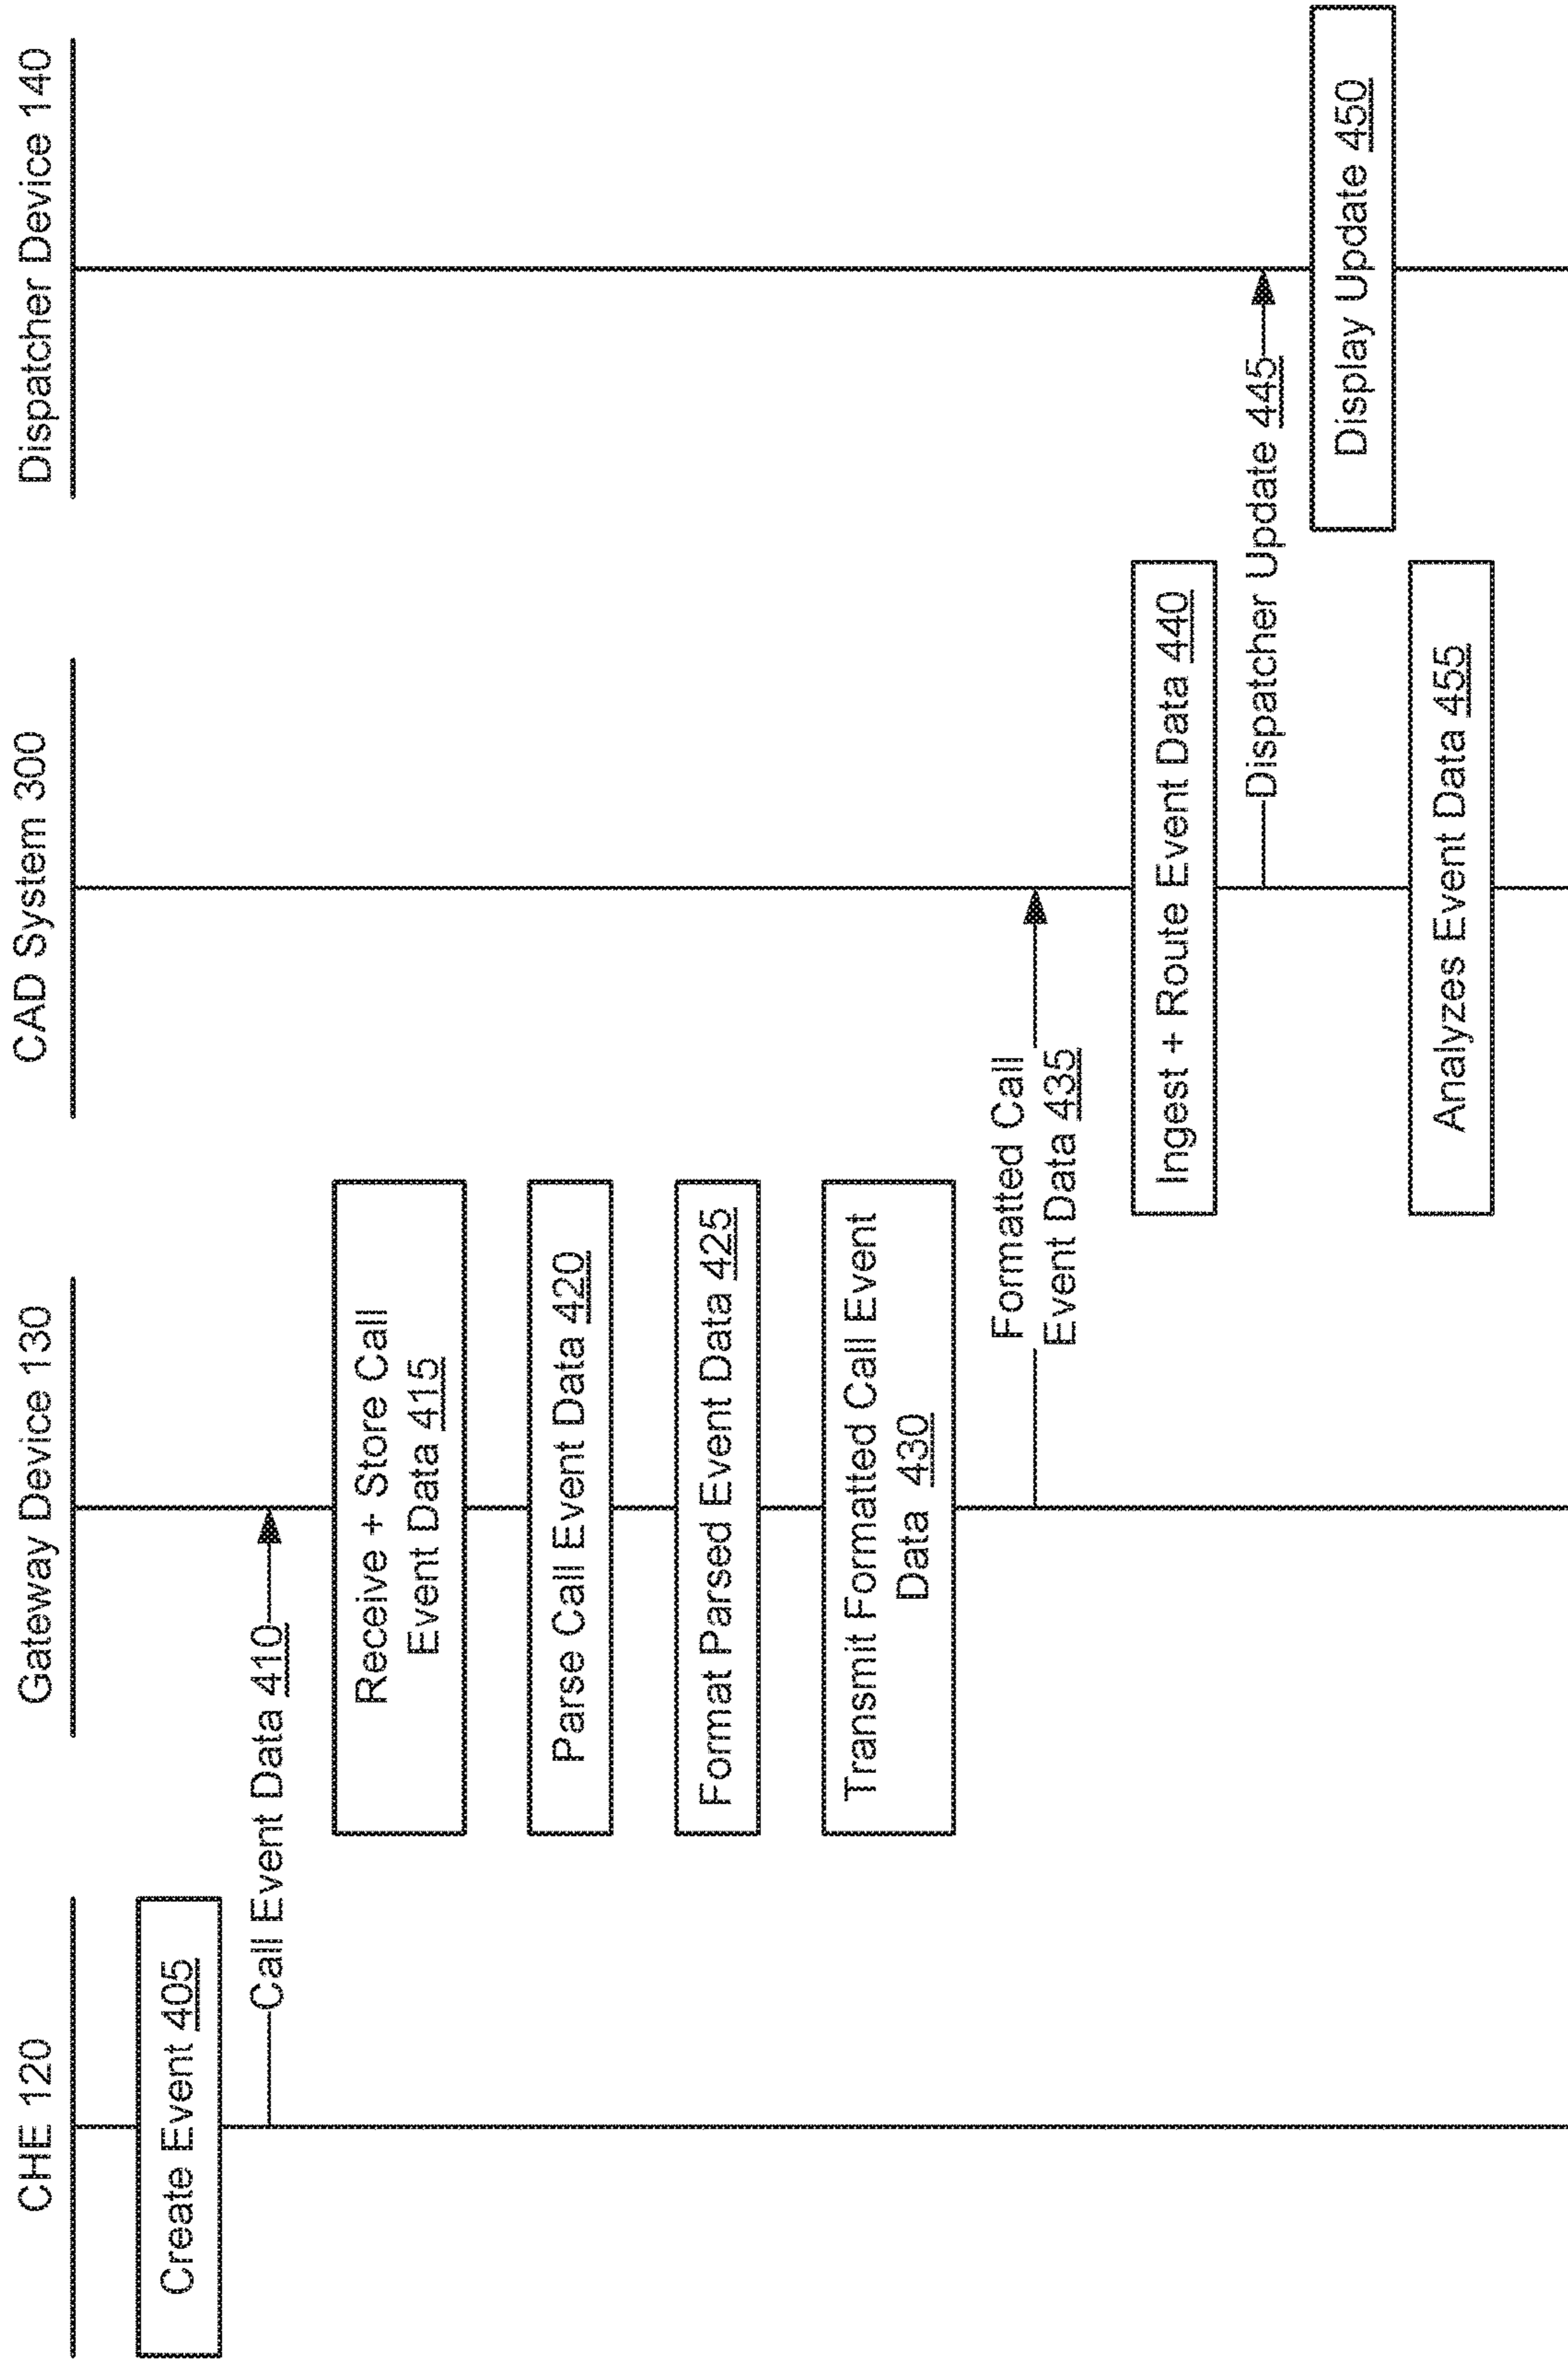 CHE 120
Gateway Device 130
CAD System 300
Dispatcher Device 140
Create Event 405
Call Event Data 410
Receive + Store Call
Event Data 415
Parse Call Event Data 420
Format Parsed Event Data 425
Transmit Formatted Call Event
Data 430
Formatted Call
Event Data 435
Ingest + Route Event Data 440
Dispatcher Update 445
Display Update 450
Analyzes Event Data 455